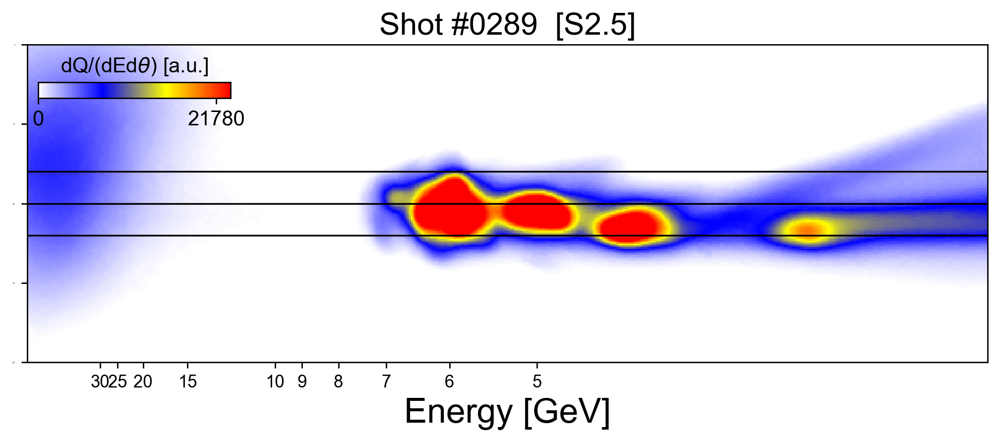 Shot #0289 [S2.5]
dQ/(dEdθ) [a.u.]
0 21780
30 25 20 15 10 9 8 7 6 5
Energy [GeV]